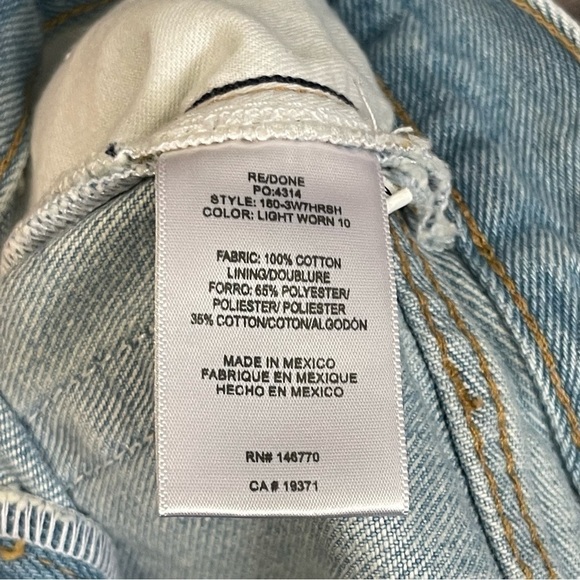 RE/DONE
PO:4314
STYLE: 160-3W7HRSH
COLOR: LIGHT WORN 10
FABRIC: 100% COTTON
LINING/DOUBLURE
FORRO: 65% POLYESTER/
POLIESTER/ POLIESTER
35% COTTON/COTON/ALGODÓN
MADE IN MEXICO
FABRIQUE EN MEXIQUE
HECHO EN MEXICO
RN# 146770
CA# 19371